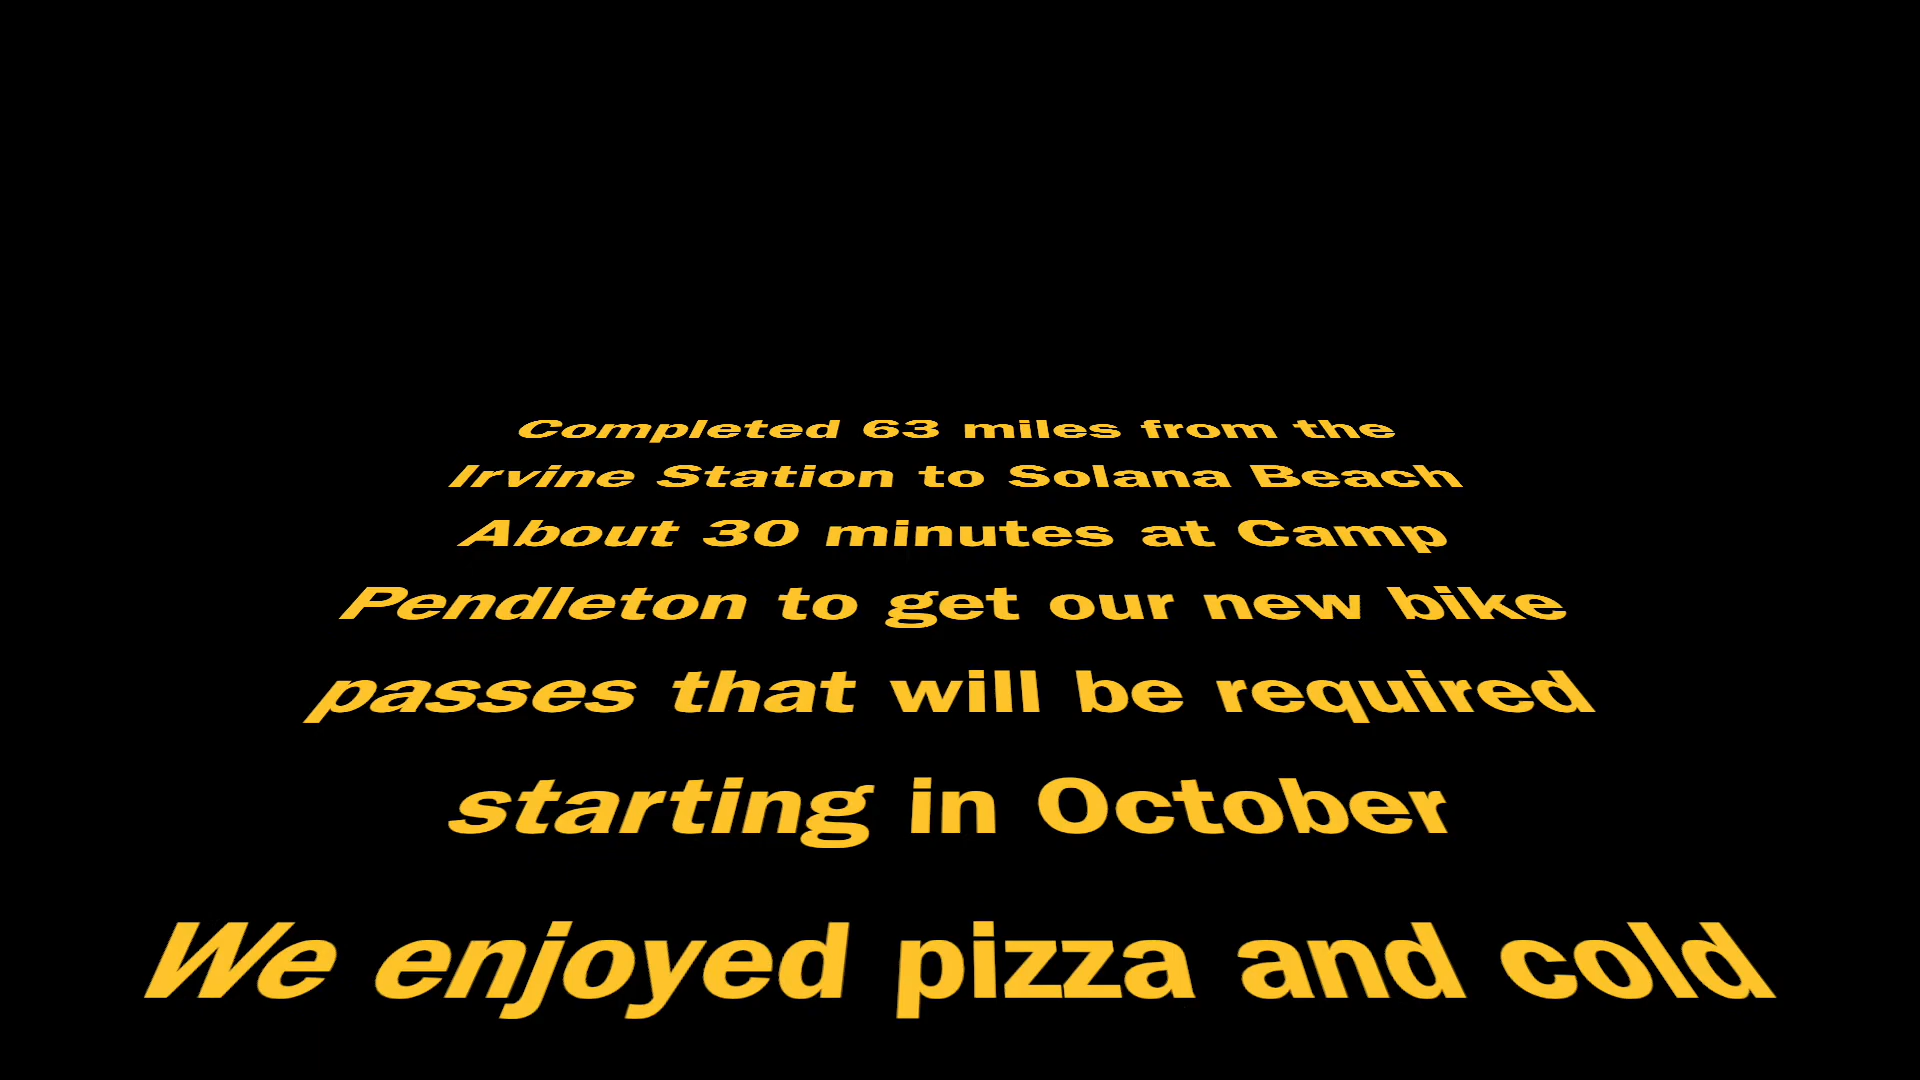 Completed 63 miles from the
Irvine Station to Solana Beach
About 30 minutes at Camp
Pendleton to get our new bike
passes that will be required
starting in October
We enjoyed pizza and cold